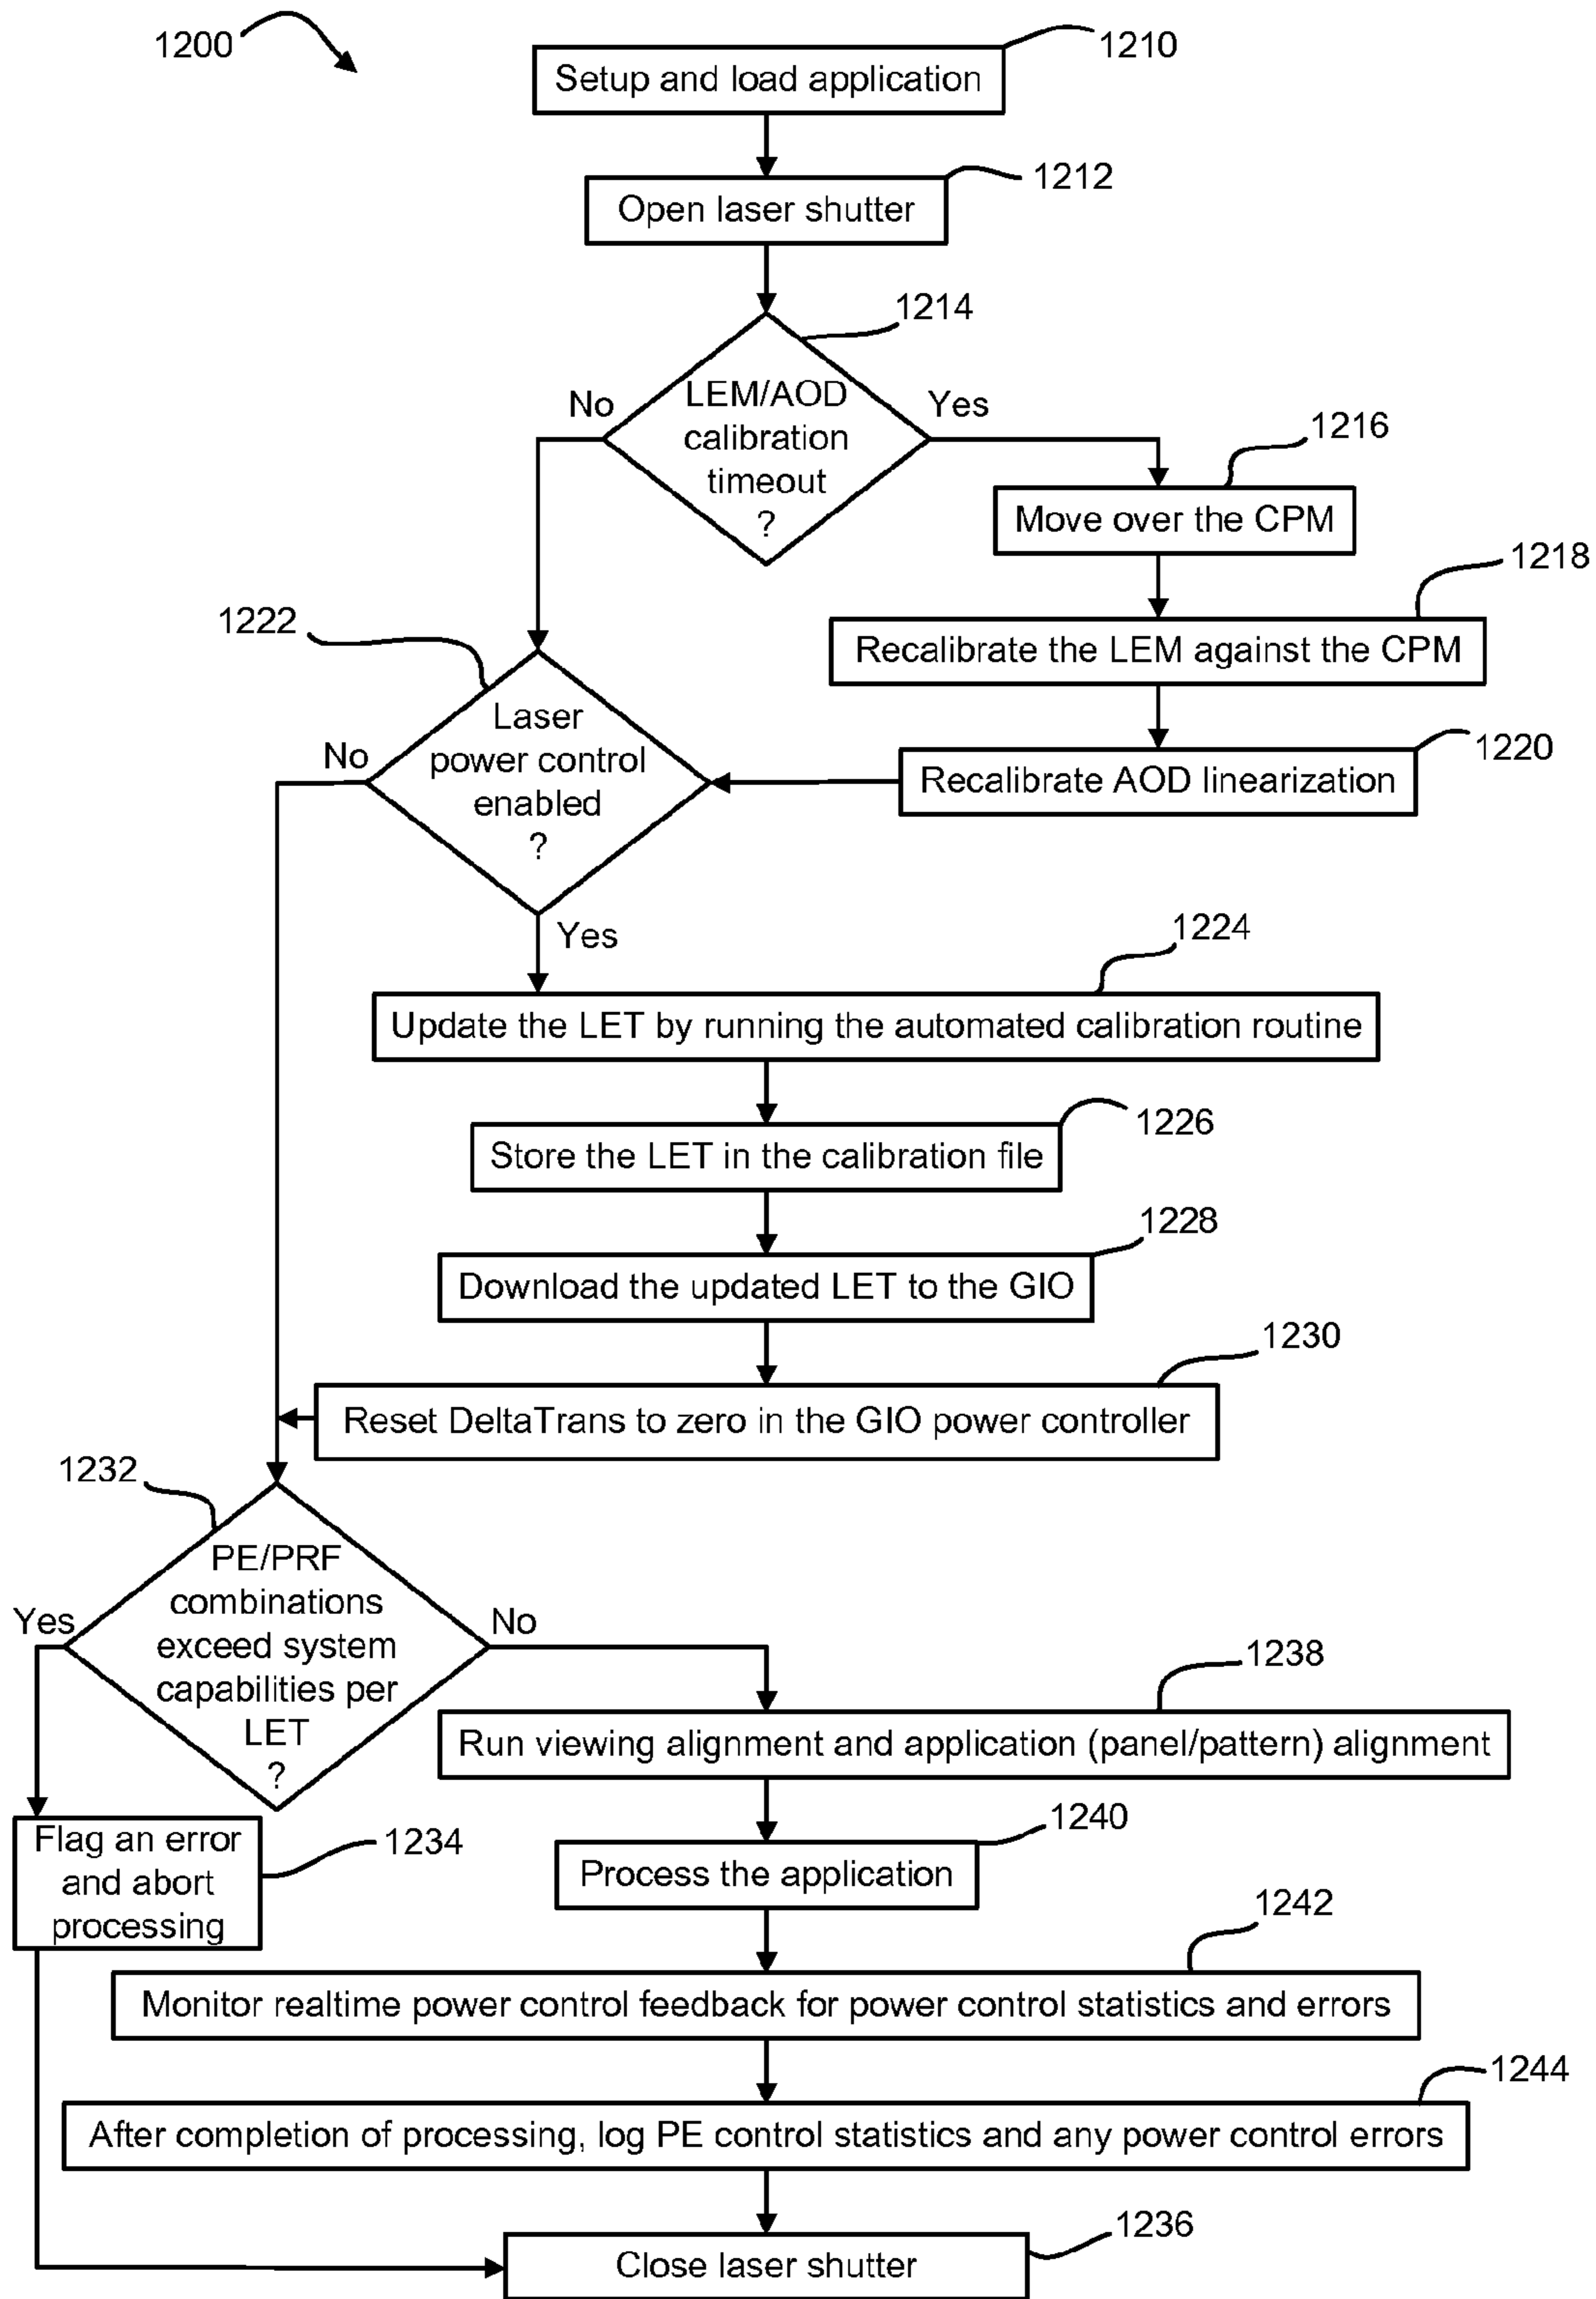 1200
1210
Setup and load application
1212
Open laser shutter
1214
LEM/AOD
calibration
timeout
?
No
Yes
1216
Move over the CPM
1218
Recalibrate the LEM against the CPM
1220
Recalibrate AOD linearization
1222
Laser
power control
enabled
?
No
Yes
1224
Update the LET by running the automated calibration routine
1226
Store the LET in the calibration file
1228
Download the updated LET to the GIO
1230
Reset DeltaTrans to zero in the GIO power controller
1232
PE/PRF
combinations
exceed system
capabilities per
LET
?
Yes
No
1234
Flag an error
and abort
processing
1238
Run viewing alignment and application (panel/pattern) alignment
1240
Process the application
1242
Monitor realtime power control feedback for power control statistics and errors
1244
After completion of processing, log PE control statistics and any power control errors
1236
Close laser shutter